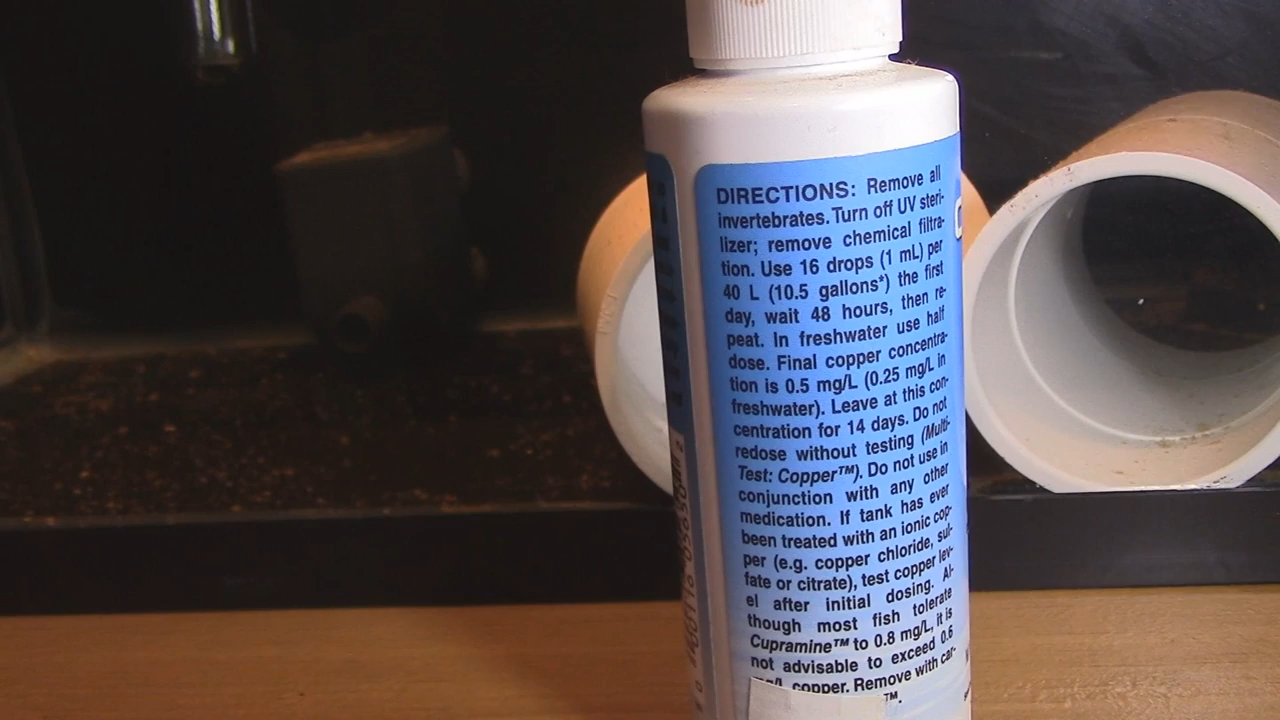 DIRECTIONS: Remove all
invertebrates. Turn off UV steri-
lizer; remove chemical filtra-
tion. Use 16 drops (1 mL) per
40 L (10.5 gallons*) the first
day, wait 48 hours, then re-
peat. In freshwater use half
dose. Final copper concentra-
tion is 0.5 mg/L (0.25 mg/L in
freshwater). Leave at this con-
centration for 14 days. Do not
redose without testing (Multi-
Test: Copper™). Do not use in
conjunction with any other
medication. If tank has ever
been treated with an ionic cop-
per (e.g. copper chloride, sul-
fate or citrate), test copper lev-
el after initial dosing. Al-
though most fish tolerate
Cupramine™ to 0.8 mg/L, it is
not advisable to exceed 0.6
mg/L copper. Remove with car-
™.